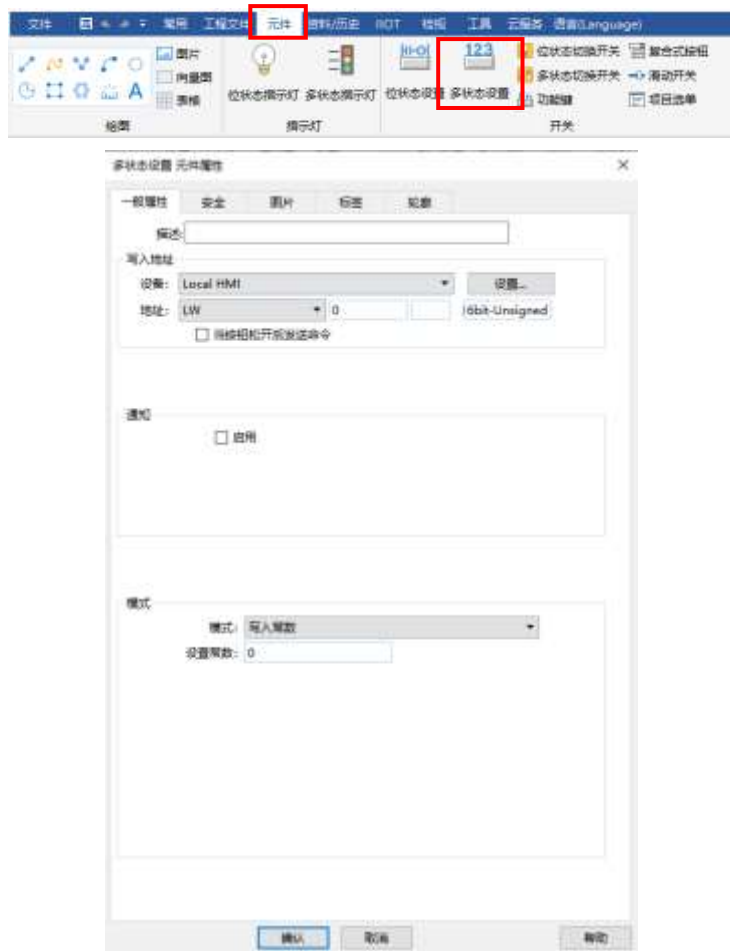 文件 常用 工程文件 元件 资料/历史 IIOT 检视 工具 云服务 语言(Language)
图片 位状态切换开关 复合式按钮
向量图 多状态切换开关 滑动开关
表格 位状态指示灯 多状态指示灯 位状态设置 多状态设置 功能键 项目选单
绘图 指示灯 开关
多状态设置 元件属性
一般属性 安全 图片 标签 轮廓
描述:
写入地址
设备: Local HMI 设置...
地址: LW 0 16bit-Unsigned
当按钮松开后发送命令
通知
启用
模式
模式: 写入常数
设置常数: 0
确认 取消 帮助